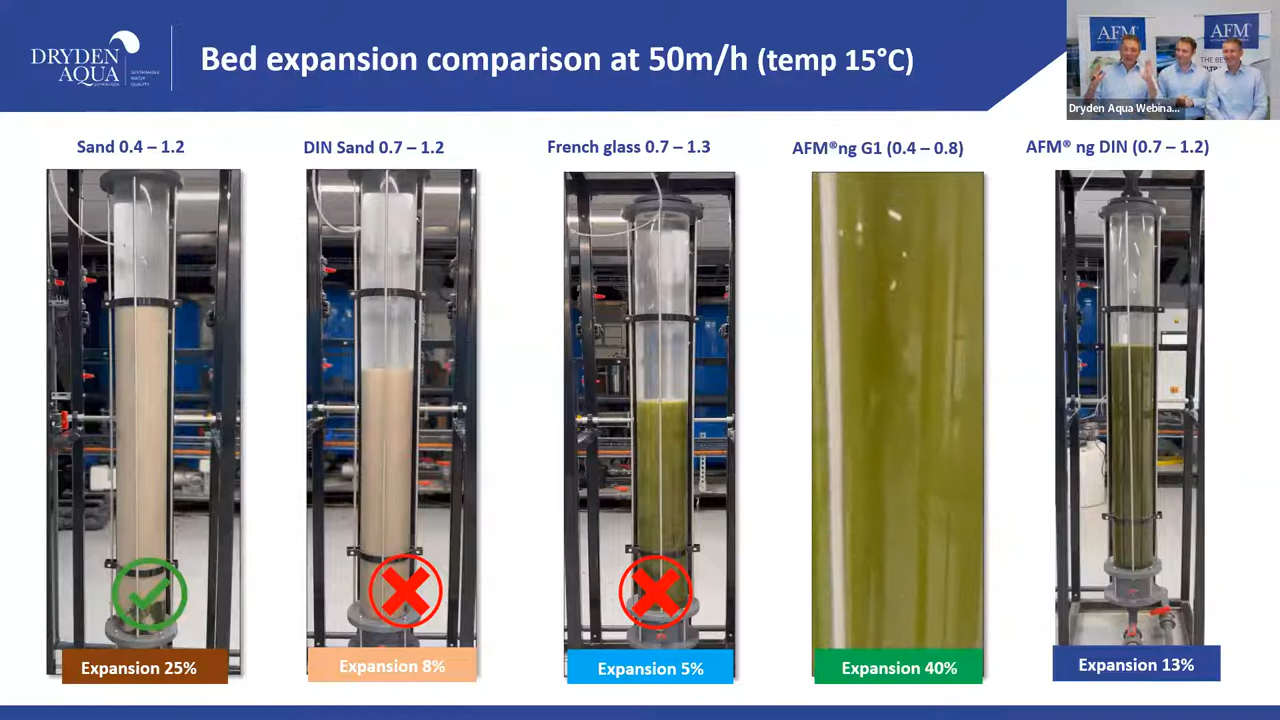 DRYDEN
AQUA
SUSTAINABLE
WATER
QUALITY
Bed expansion comparison at 50m/h (temp 15°C)
AFM®
AFM®
THE BE
Dryden Aqua Webina...
Sand 0.4 – 1.2
DIN Sand 0.7 – 1.2
French glass 0.7 – 1.3
AFM®ng G1 (0.4 – 0.8)
AFM® ng DIN (0.7 – 1.2)
Expansion 25%
Expansion 8%
Expansion 5%
Expansion 40%
Expansion 13%